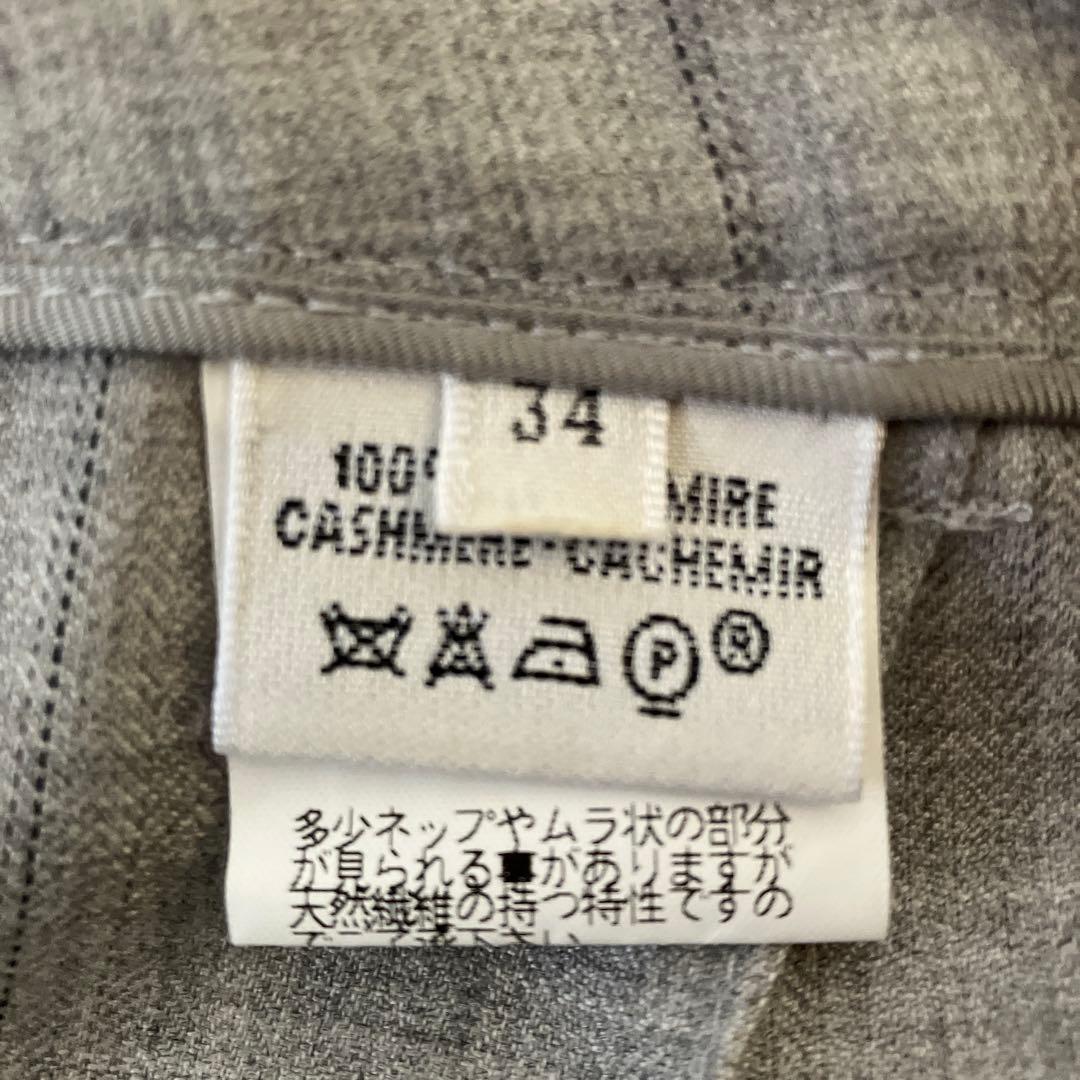 34
100% MIRE
CASHMERE-CACHEMIR
P ®
多少ネップやムラ状の部分
が見られる事がありますが
天然繊維の持つ特性ですの